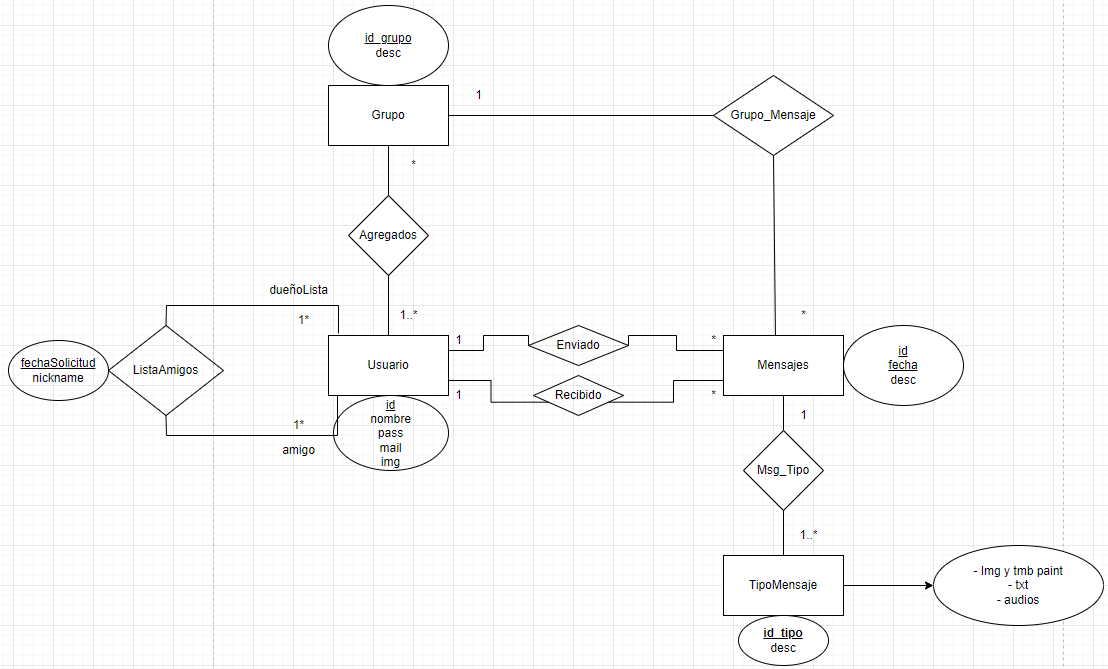 id_grupo
desc
Grupo
1
Grupo_Mensaje
*
Agregados
dueñoLista
1*
1..*
*
fechaSolicitud
nickname
ListaAmigos
Usuario
1
Enviado
*
Mensajes
id
fecha
desc
1
Recibido
*
id
nombre
pass
mail
img
1*
amigo
1
Msg_Tipo
1..*
TipoMensaje
- Img y tmb paint
- txt
- audios
id_tipo
desc